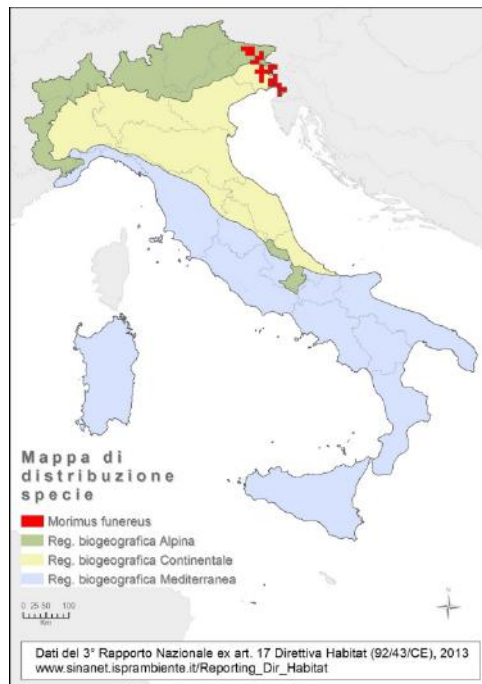 Mappa di
distribuzione
specie
Morimus funereus
Reg. biogeografica Alpina
Reg. biogeografica Continentale
Reg. biogeografica Mediterranea
0 25 50 100
Km
Dati del 3° Rapporto Nazionale ex art. 17 Direttiva Habitat (92/43/CE), 2013
www.sinanet.isprambiente.it/Reporting_Dir_Habitat